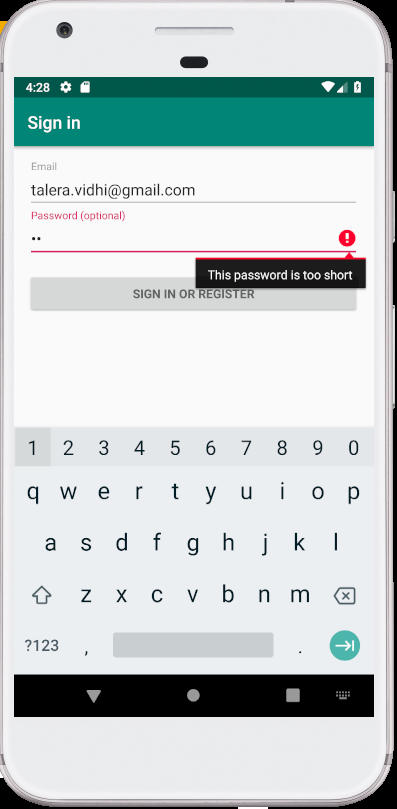 4:28
Sign in
Email
talera.vidhi@gmail.com
Password (optional)
••
This password is too short
SIGN IN OR REGISTER
1 2 3 4 5 6 7 8 9 0
q w e r t y u i o p
a s d f g h j k l
z x c v b n m
?123 , .